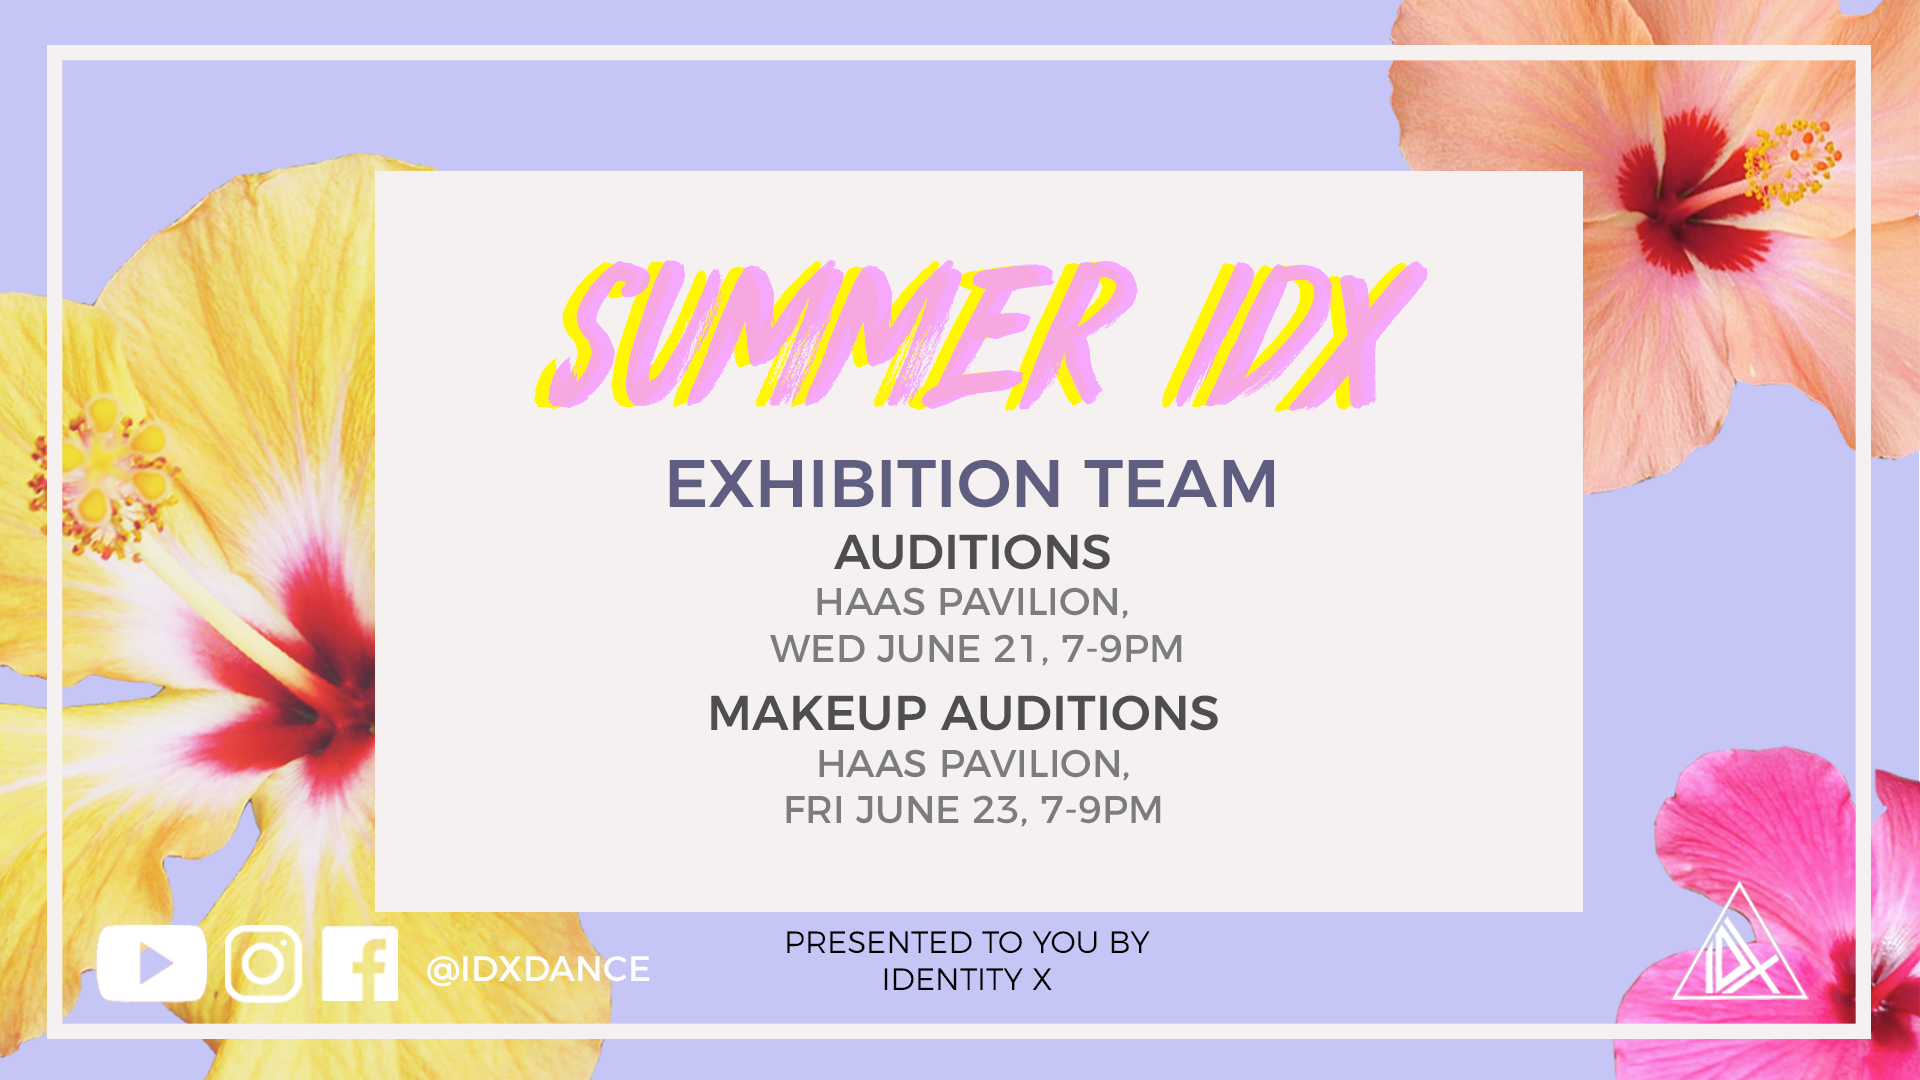 SUMMER IDX
EXHIBITION TEAM
AUDITIONS
HAAS PAVILION,
WED JUNE 21, 7-9PM
MAKEUP AUDITIONS
HAAS PAVILION,
FRI JUNE 23, 7-9PM
PRESENTED TO YOU BY
IDENTITY X
@IDXDANCE
IDX